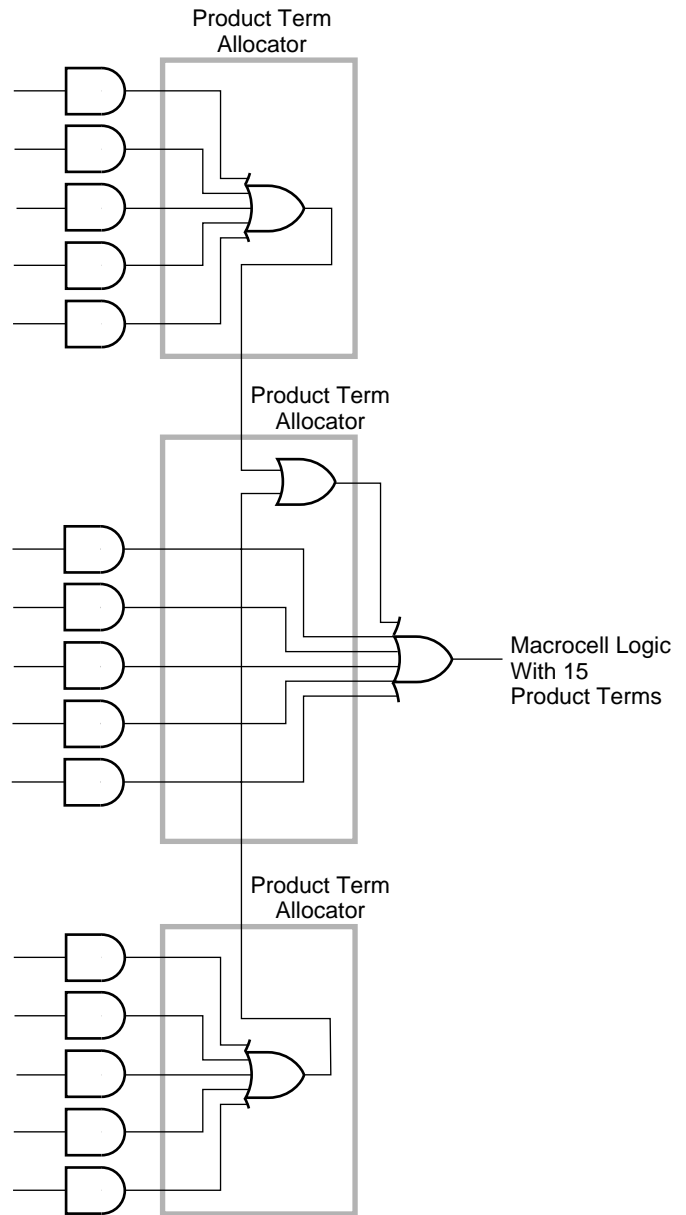 Product Term
Allocator
Product Term
Allocator
Macrocell Logic
With 15
Product Terms
Product Term
Allocator